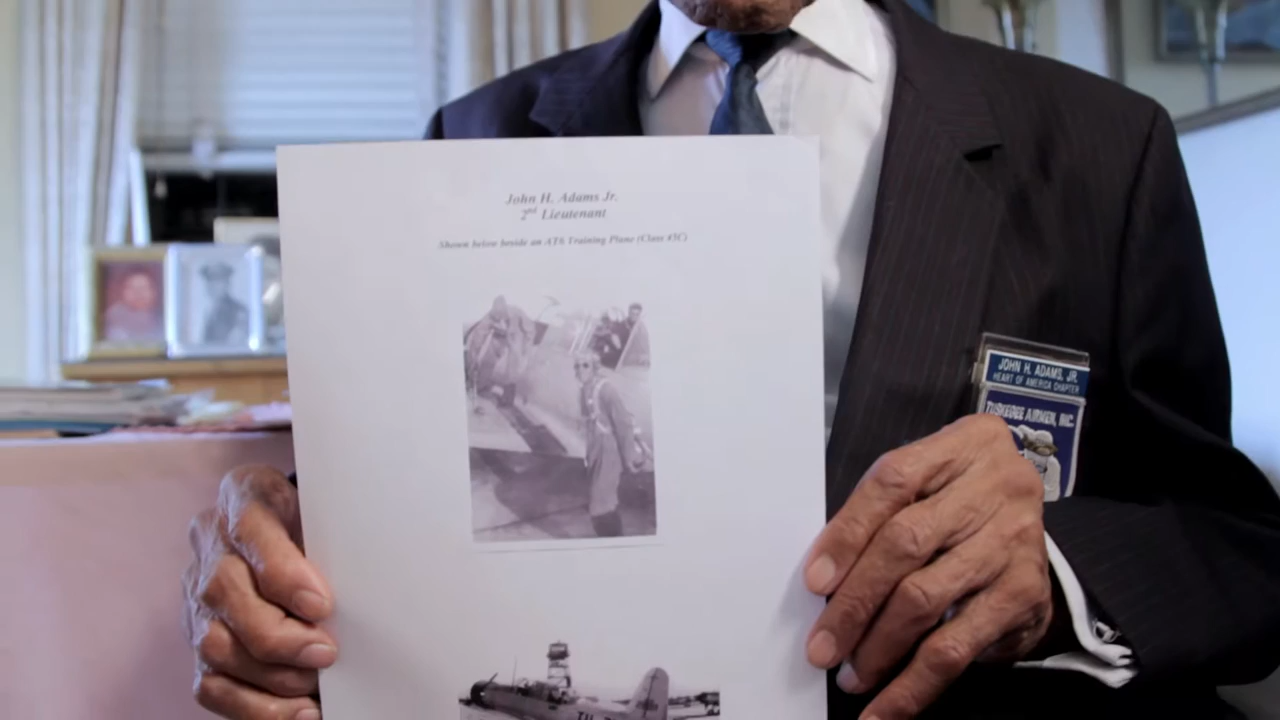 John H. Adams Jr.
2nd Lieutenant
Shown below beside an AT6 Training Plane (Class 45C)
JOHN H. ADAMS, JR.
HEART OF AMERICA CHAPTER
TUSKEGEE AIRMEN, INC.